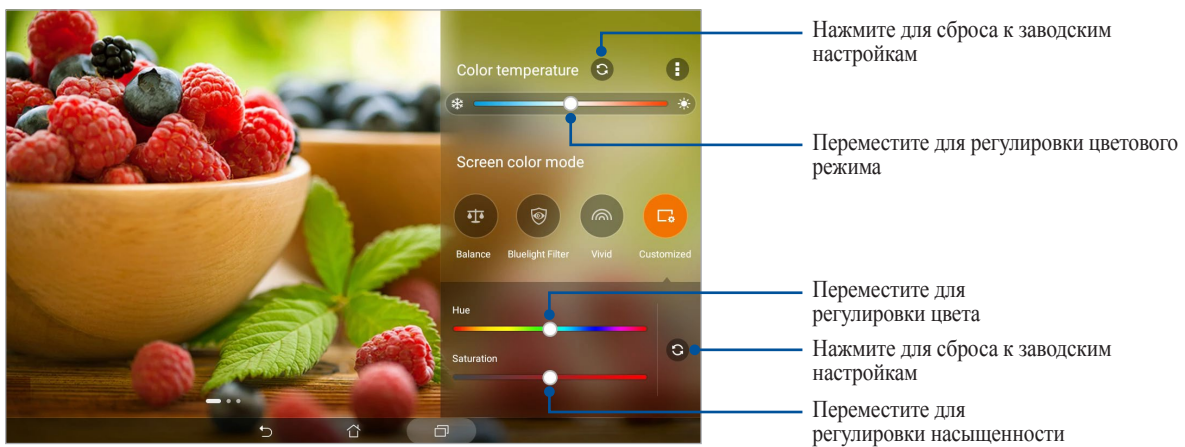 Нажмите для сброса к заводским
настройкам
Color temperature
Переместите для регулировки цветового
режима
Screen color mode
Balance
Bluelight Filter
Vivid
Customized
Переместите для
регулировки цвета
Hue
Нажмите для сброса к заводским
настройкам
Saturation
Переместите для
регулировки насыщенности